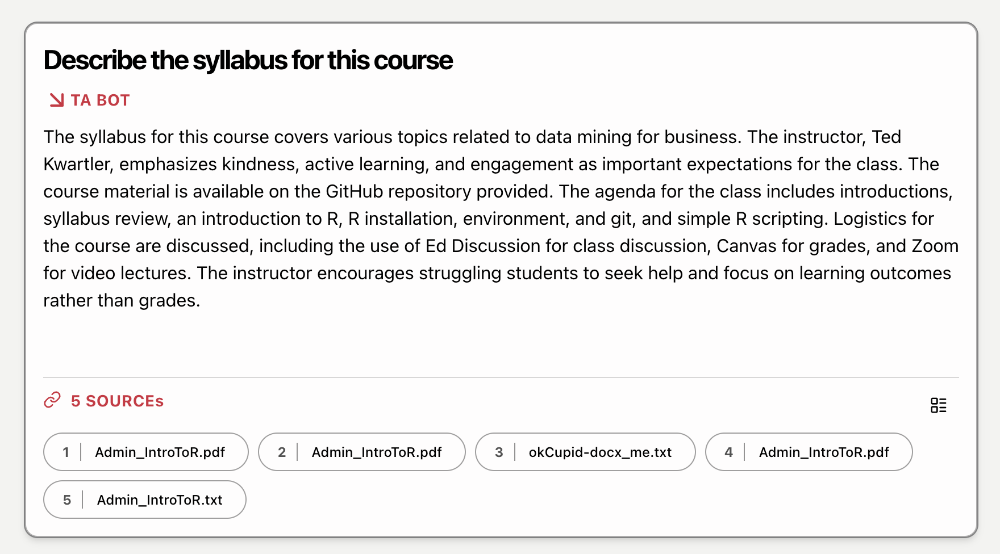 Describe the syllabus for this course
TA BOT
The syllabus for this course covers various topics related to data mining for business. The instructor, Ted
Kwartler, emphasizes kindness, active learning, and engagement as important expectations for the class. The
course material is available on the GitHub repository provided. The agenda for the class includes introductions,
syllabus review, an introduction to R, R installation, environment, and git, and simple R scripting. Logistics for
the course are discussed, including the use of Ed Discussion for class discussion, Canvas for grades, and Zoom
for video lectures. The instructor encourages struggling students to seek help and focus on learning outcomes
rather than grades.
5 SOURCEs
1 Admin_IntroToR.pdf
2 Admin_IntroToR.pdf
3 okCupid-docx_me.txt
4 Admin_IntroToR.pdf
5 Admin_IntroToR.txt